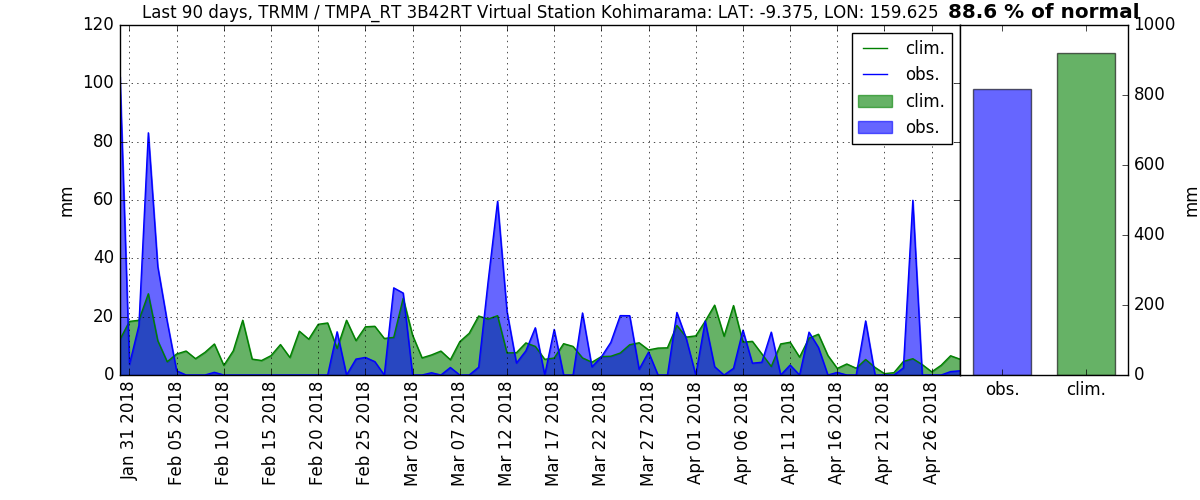 Last 90 days, TRMM / TMPA_RT 3B42RT Virtual Station Kohimarama: LAT: -9.375, LON: 159.625 88.6 % of normal
120
100
80
60
40
20
0
mm
clim.
obs.
clim.
obs.
1000
800
600
400
200
0
mm
Jan 31 2018
Feb 05 2018
Feb 10 2018
Feb 15 2018
Feb 20 2018
Feb 25 2018
Mar 02 2018
Mar 07 2018
Mar 12 2018
Mar 17 2018
Mar 22 2018
Mar 27 2018
Apr 01 2018
Apr 06 2018
Apr 11 2018
Apr 16 2018
Apr 21 2018
Apr 26 2018
obs.
clim.